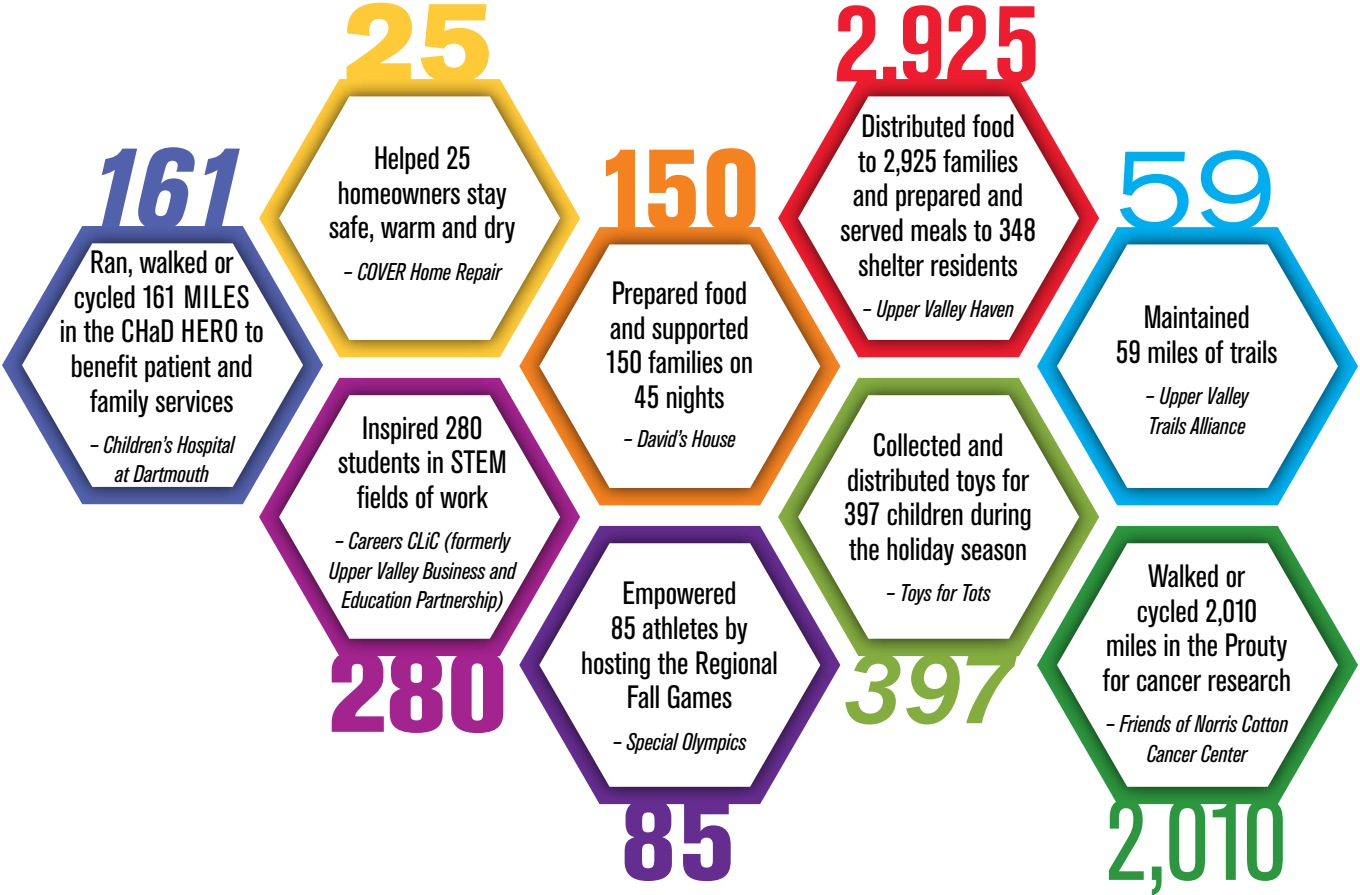 161
Ran, walked or
cycled 161 MILES
in the CHaD HERO to
benefit patient and
family services
– Children's Hospital
at Dartmouth
25
Helped 25
homeowners stay
safe, warm and dry
– COVER Home Repair
Inspired 280
students in STEM
fields of work
– Careers CLiC (formerly
Upper Valley Business and
Education Partnership)
280
150
Prepared food
and supported
150 families on
45 nights
– David's House
Empowered
85 athletes by
hosting the Regional
Fall Games
– Special Olympics
85
2,925
Distributed food
to 2,925 families
and prepared and
served meals to 348
shelter residents
– Upper Valley Haven
Collected and
distributed toys for
397 children during
the holiday season
– Toys for Tots
397
59
Maintained
59 miles of trails
– Upper Valley
Trails Alliance
Walked or
cycled 2,010
miles in the Prouty
for cancer research
– Friends of Norris Cotton
Cancer Center
2,010